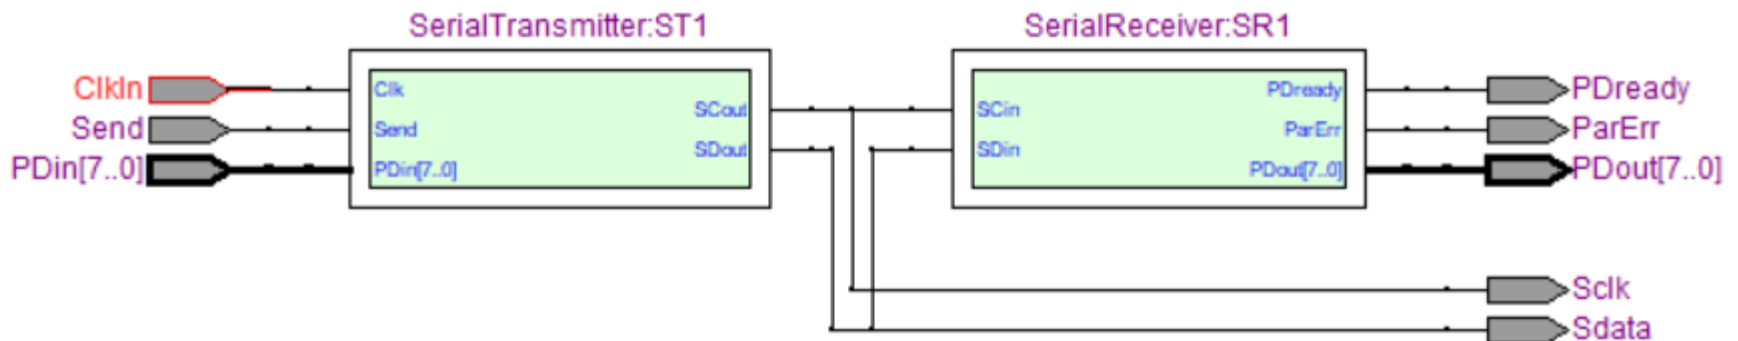 SerialTransmitter:ST1
SerialReceiver:SR1
ClkIn
Clk
PDready
PDready
SCout
SCin
Send
Send
ParErr
ParErr
SDout
SDin
PDin[7..0]
PDin[7..0]
PDout[7..0]
PDout[7..0]
Sclk
Sdata